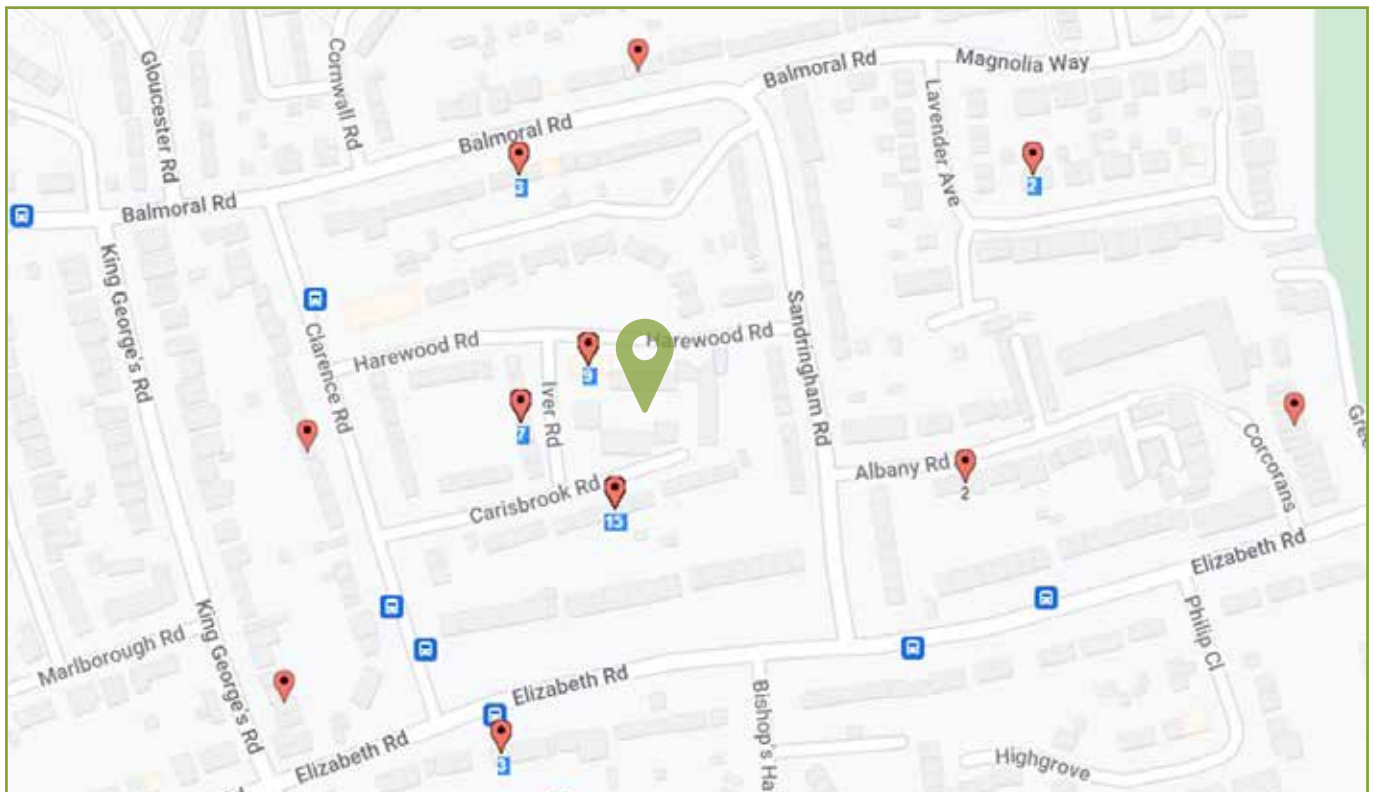 Gloucester Rd
Cornwall Rd
Balmoral Rd
Magnolia Way
Balmoral Rd
Lavender Ave
3
2
Balmoral Rd
King George's Rd
Clarence Rd
Harewood Rd
Harewood Rd
Sandringham Rd
9
Iver Rd
7
Albany Rd
2
Corcorans
Gree
Carisbrook Rd
13
Elizabeth Rd
King George's Rd
Marlborough Rd
Philip Cl
Elizabeth Rd
Bishop's Ha
Elizabeth Rd
3
Highgrove